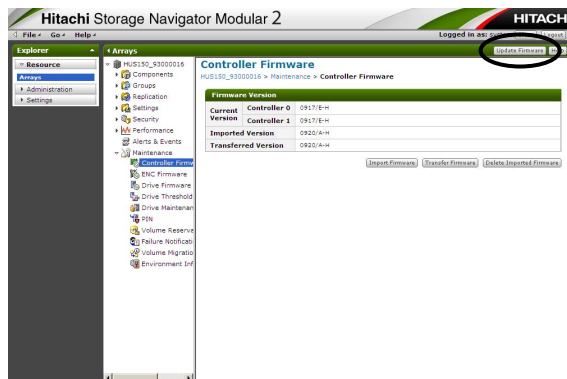 Hitachi Storage Navigator Modular 2
HITACH
File Go Help
Logged in as: Logout
Explorer
Arrays
Update Firmware
Resource
HUS150_93000016
Controller Firmware
Arrays
Components
HUS150_93000016 > Maintenance > Controller Firmware
Administration
Groups
Settings
Replication
Firmware Version
Settings
Current Version
Controller 0 0917/E-H
Security
Controller 1 0917/E-H
Performance
Imported Version 0920/A-H
Alerts & Events
Transferred Version 0920/A-H
Maintenance
Import Firmware Transfer Firmware Delete Imported Firmware
Controller Firmw
ENC Firmware
Drive Firmware
Drive Threshold
Drive Maintenan
PIN
Volume Reserve
Failure Notificati
Volume Migratio
Environment Inf